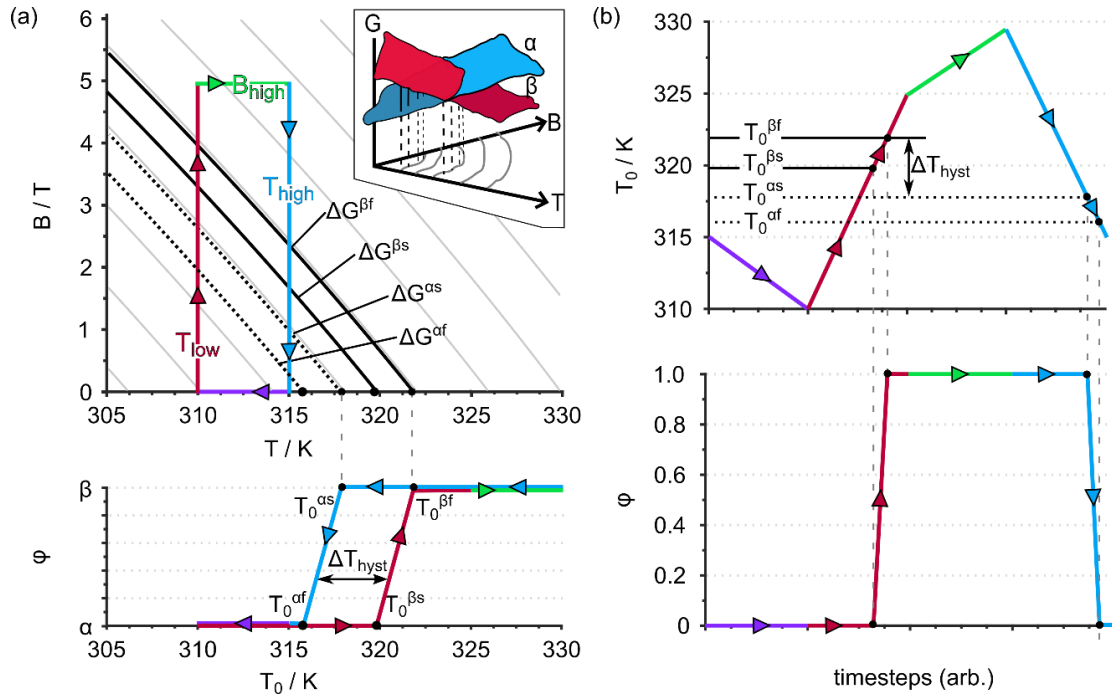 (a)
6
5
4
3
2
1
0
B / T
305
310
315
320
325
330
T / K
B_high
T_high
T_low
ΔG^βf
ΔG^βs
ΔG^αs
ΔG^αf
G
α
β
B
T
β
α
φ
T_0^αs
T_0^βf
ΔT_hyst
T_0^αf
T_0^βs
305
310
315
320
325
330
T_0 / K
(b)
330
325
320
315
310
T_0 / K
T_0^βf
T_0^βs
T_0^αs
T_0^αf
ΔT_hyst
1.0
0.8
0.6
0.4
0.2
0
φ
timesteps (arb.)